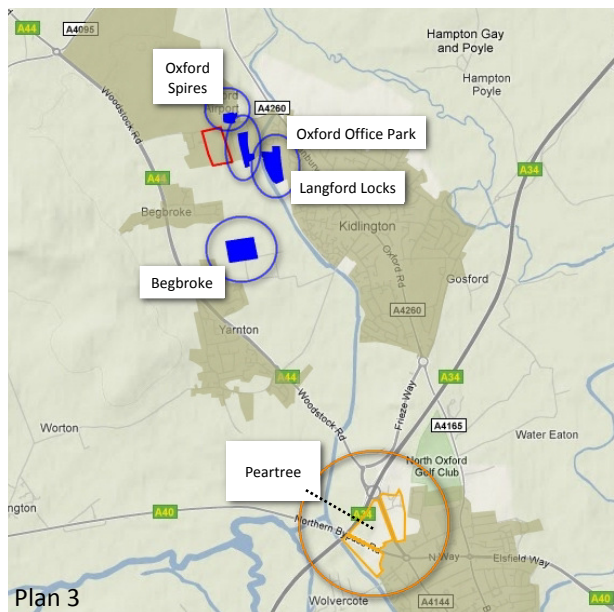 A44
A4095
Hampton Gay
and Poyle
Oxford
Spires
Woodstock Rd
Airport
A4260
Hampton
Poyle
Oxford Office Park
A34
A44
Langford Locks
Begbroke
Kidlington
Oxford Rd
Gosford
Begbroke
A4260
Yarnton
A44
A34
Woodstock Rd
Frieze Way
A4165
Worton
Water Eaton
Peartree
North Oxford
Golf Club
A40
A34
Northern Bypass Rd
N Way
Elsfield Way
Plan 3
Wolvercote
A4144
A40